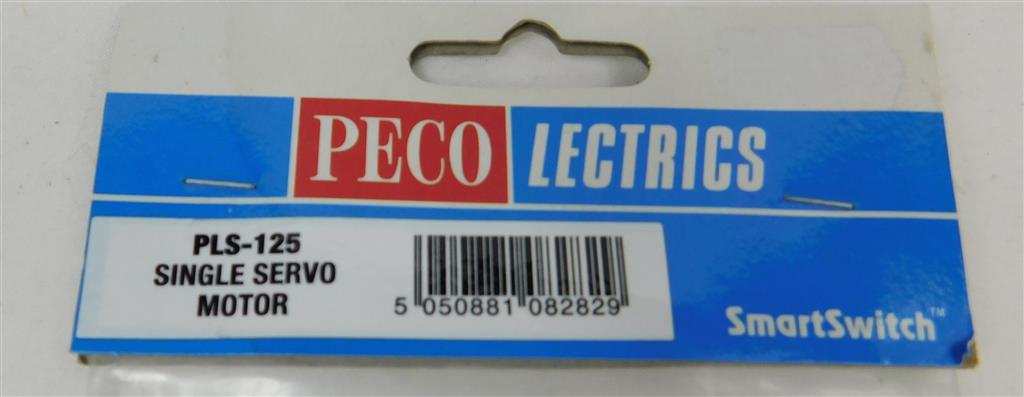 PECO LECTRICS
PLS-125
SINGLE SERVO
MOTOR
5 050881 082829
SmartSwitch™